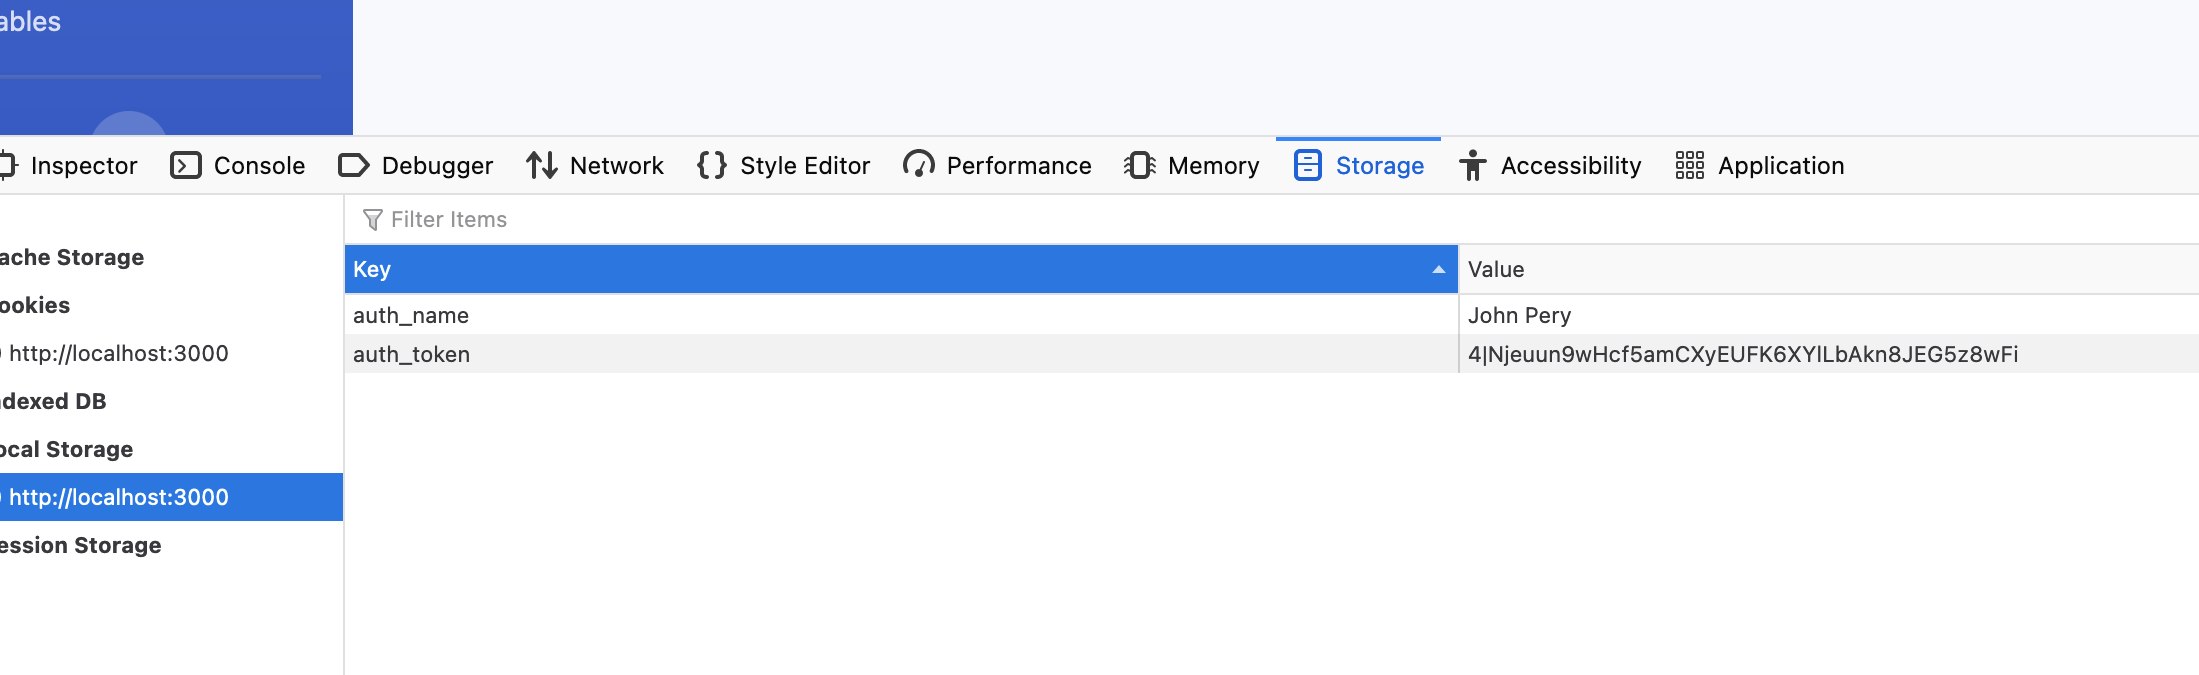 ables
Inspector Console Debugger Network Style Editor Performance Memory Storage Accessibility Application
Filter Items
ache Storage
ookies
http://localhost:3000
ndexed DB
ocal Storage
http://localhost:3000
ession Storage
Key Value
auth_name John Pery
auth_token 4|Njeuun9wHcf5amCXyEUFK6XYlLbAkn8JEG5z8wFi